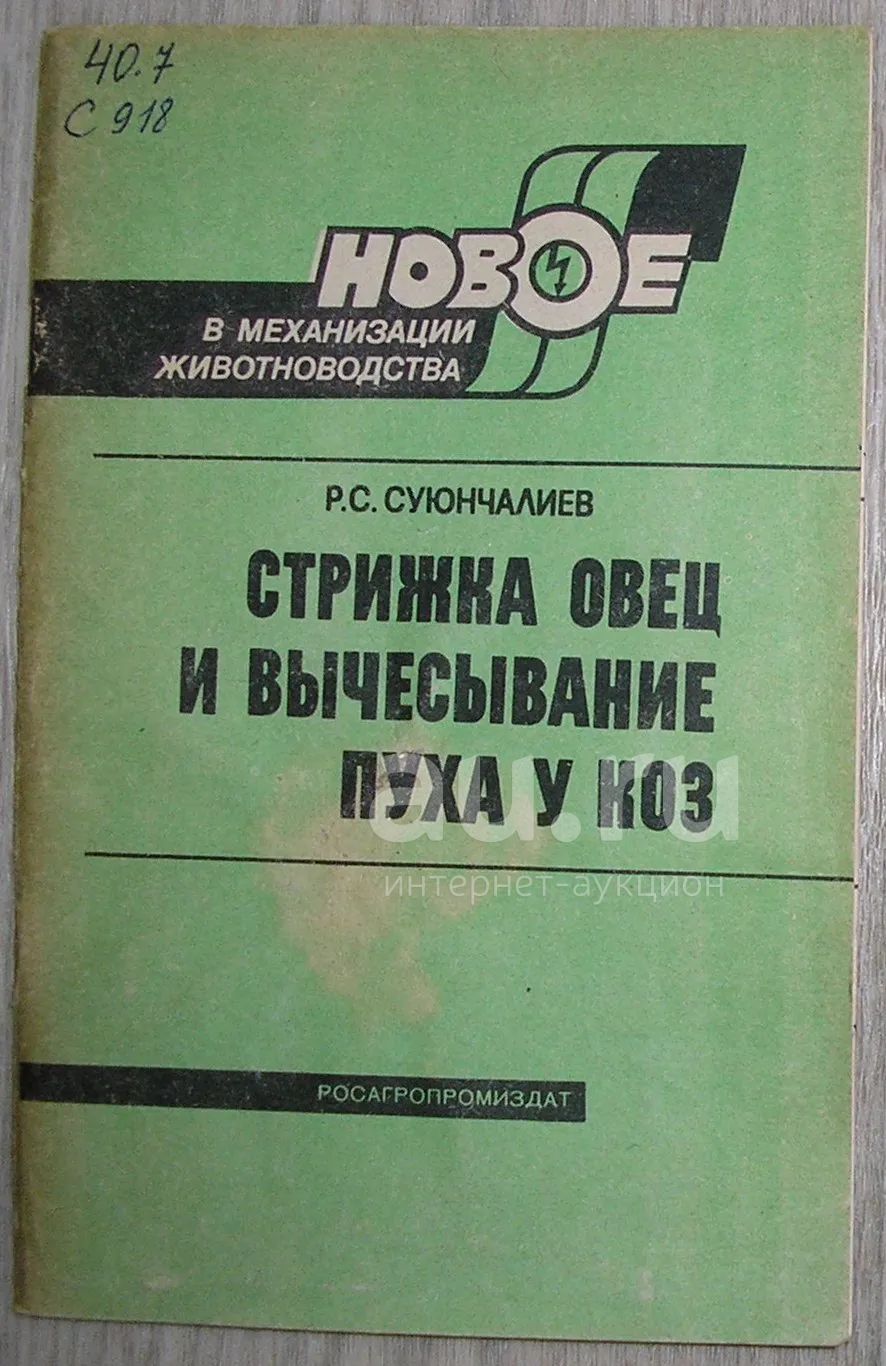 40.7
С 918
НОВОЕ
В МЕХАНИЗАЦИИ
ЖИВОТНОВОДСТВА
Р.С. СУЮНЧАЛИЕВ
СТРИЖКА ОВЕЦ
И ВЫЧЕСЫВАНИЕ
ПУХА У КОЗ
au.ru
интернет-аукцион
РОСАГРОПРОМИЗДАТ